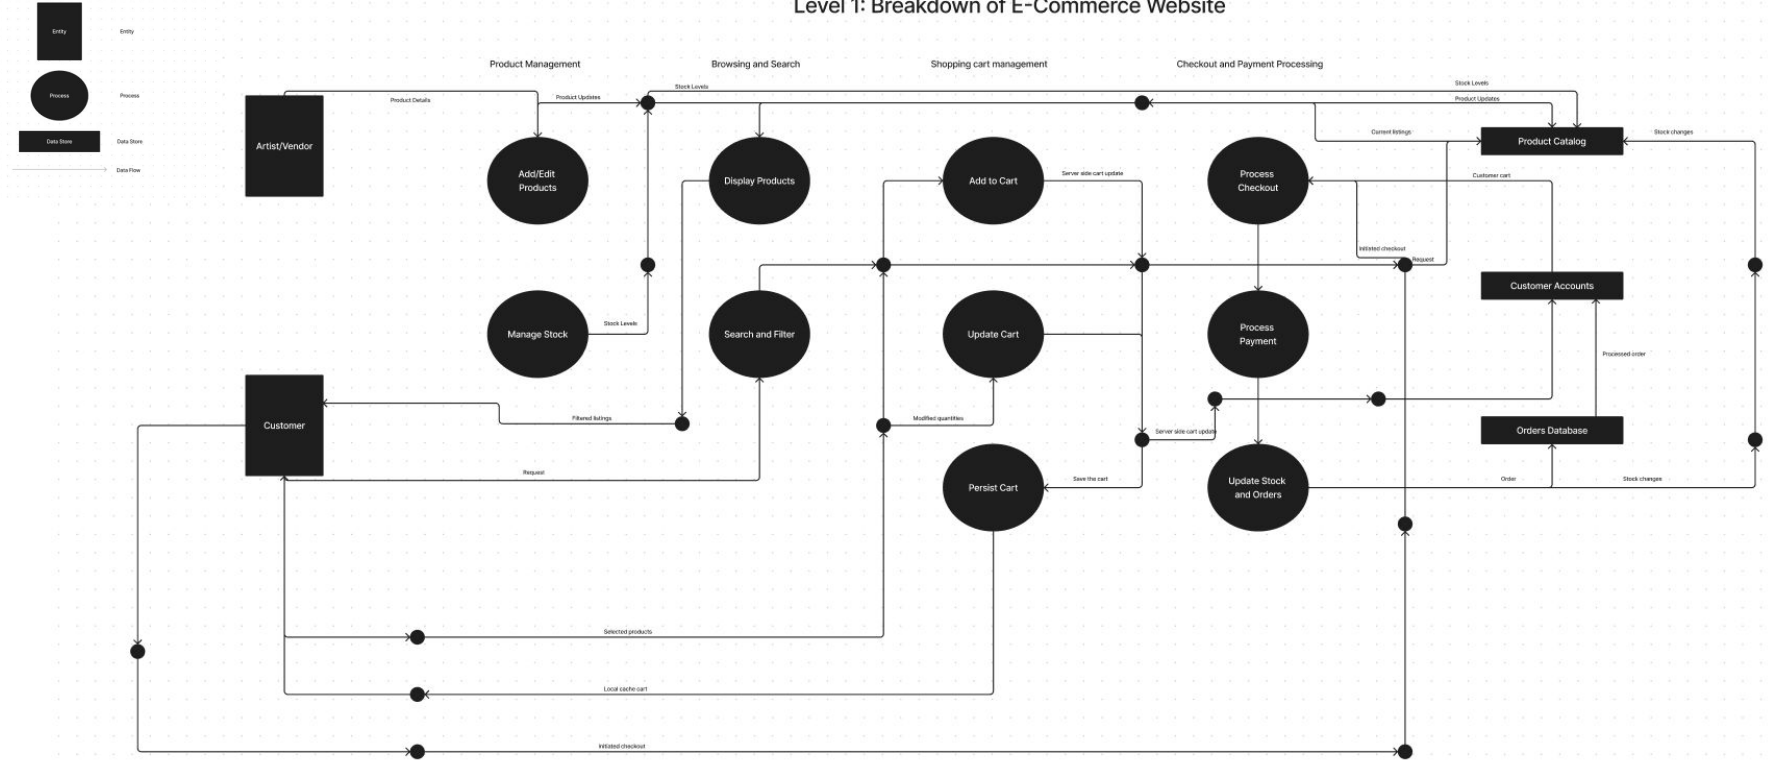 Level 1: Breakdown of E-Commerce Website
Entity
Entity
Process
Process
Data Store
Data Store
Data Flow
Product Management
Browsing and Search
Shopping cart management
Checkout and Payment Processing
Stock Levels
Stock Levels
Product Details
Product Updates
Product Updates
Artist/Vendor
Current listings
Product Catalog
Stock changes
Add/Edit
Products
Display Products
Add to Cart
Server side cart update
Process
Checkout
Customer cart
Initiated checkout
Request
Customer Accounts
Stock Levels
Manage Stock
Search and Filter
Update Cart
Process
Payment
Processed order
Customer
Filtered listings
Modified quantities
Server side cart update
Orders Database
Request
Save the cart
Persist Cart
Update Stock
and Orders
Order
Stock changes
Selected products
Local cache cart
Initiated checkout